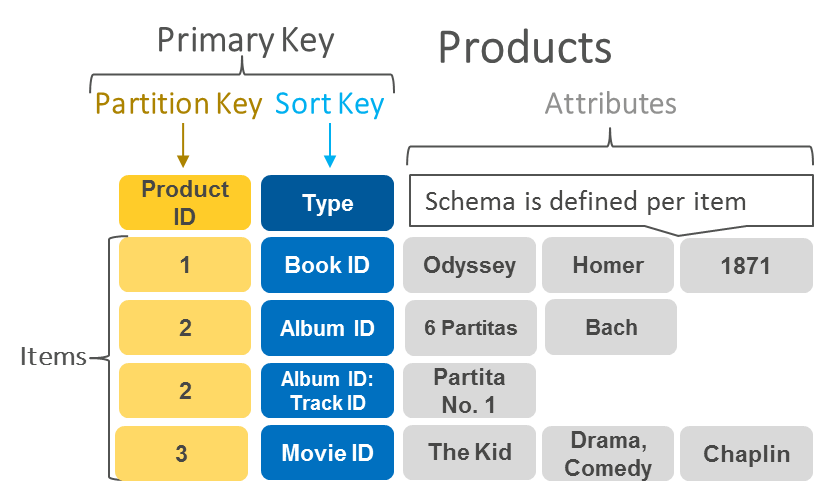 Primary Key
Products
Partition Key
Sort Key
Attributes
Product
ID
Type
Schema is defined per item
1
Book ID
Odyssey
Homer
1871
2
Album ID
6 Partitas
Bach
Items
2
Album ID:
Track ID
Partita
No. 1
3
Movie ID
The Kid
Drama,
Comedy
Chaplin